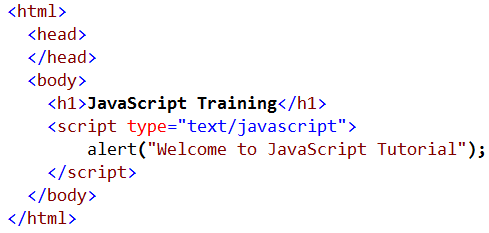 <html>
  <head>
  </head>
  <body>
    <h1>JavaScript Training</h1>
    <script type="text/javascript">
        alert("Welcome to JavaScript Tutorial");
    </script>
  </body>
</html>